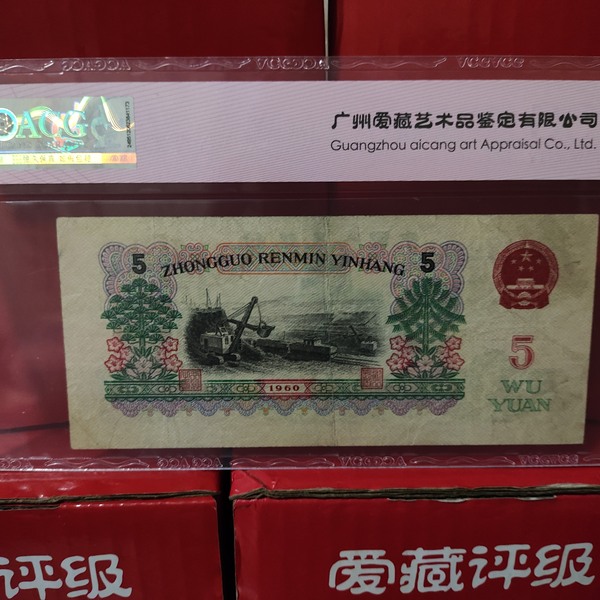 ACG
广州爱藏艺术品鉴定有限公司
Guangzhou aicang art Appraisal Co., Ltd.
5 ZHONGGUO RENMIN YINHANG 5
1960
5
WU
YUAN
评级
爱藏评级